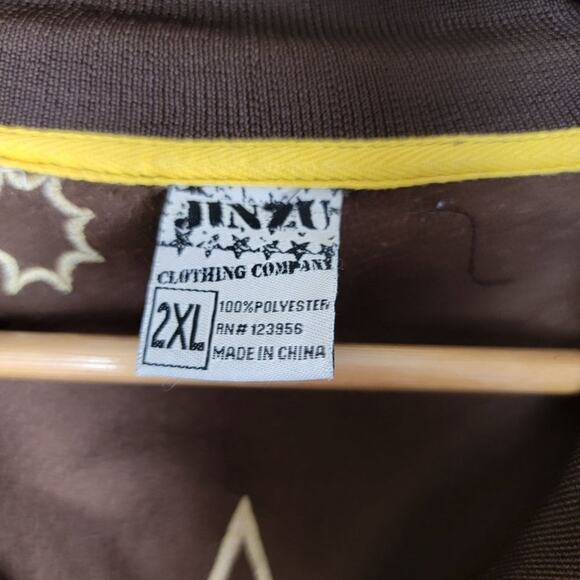 JINZU
CLOTHING COMPANY
2XL
100%POLYESTER
RN#123956
MADE IN CHINA